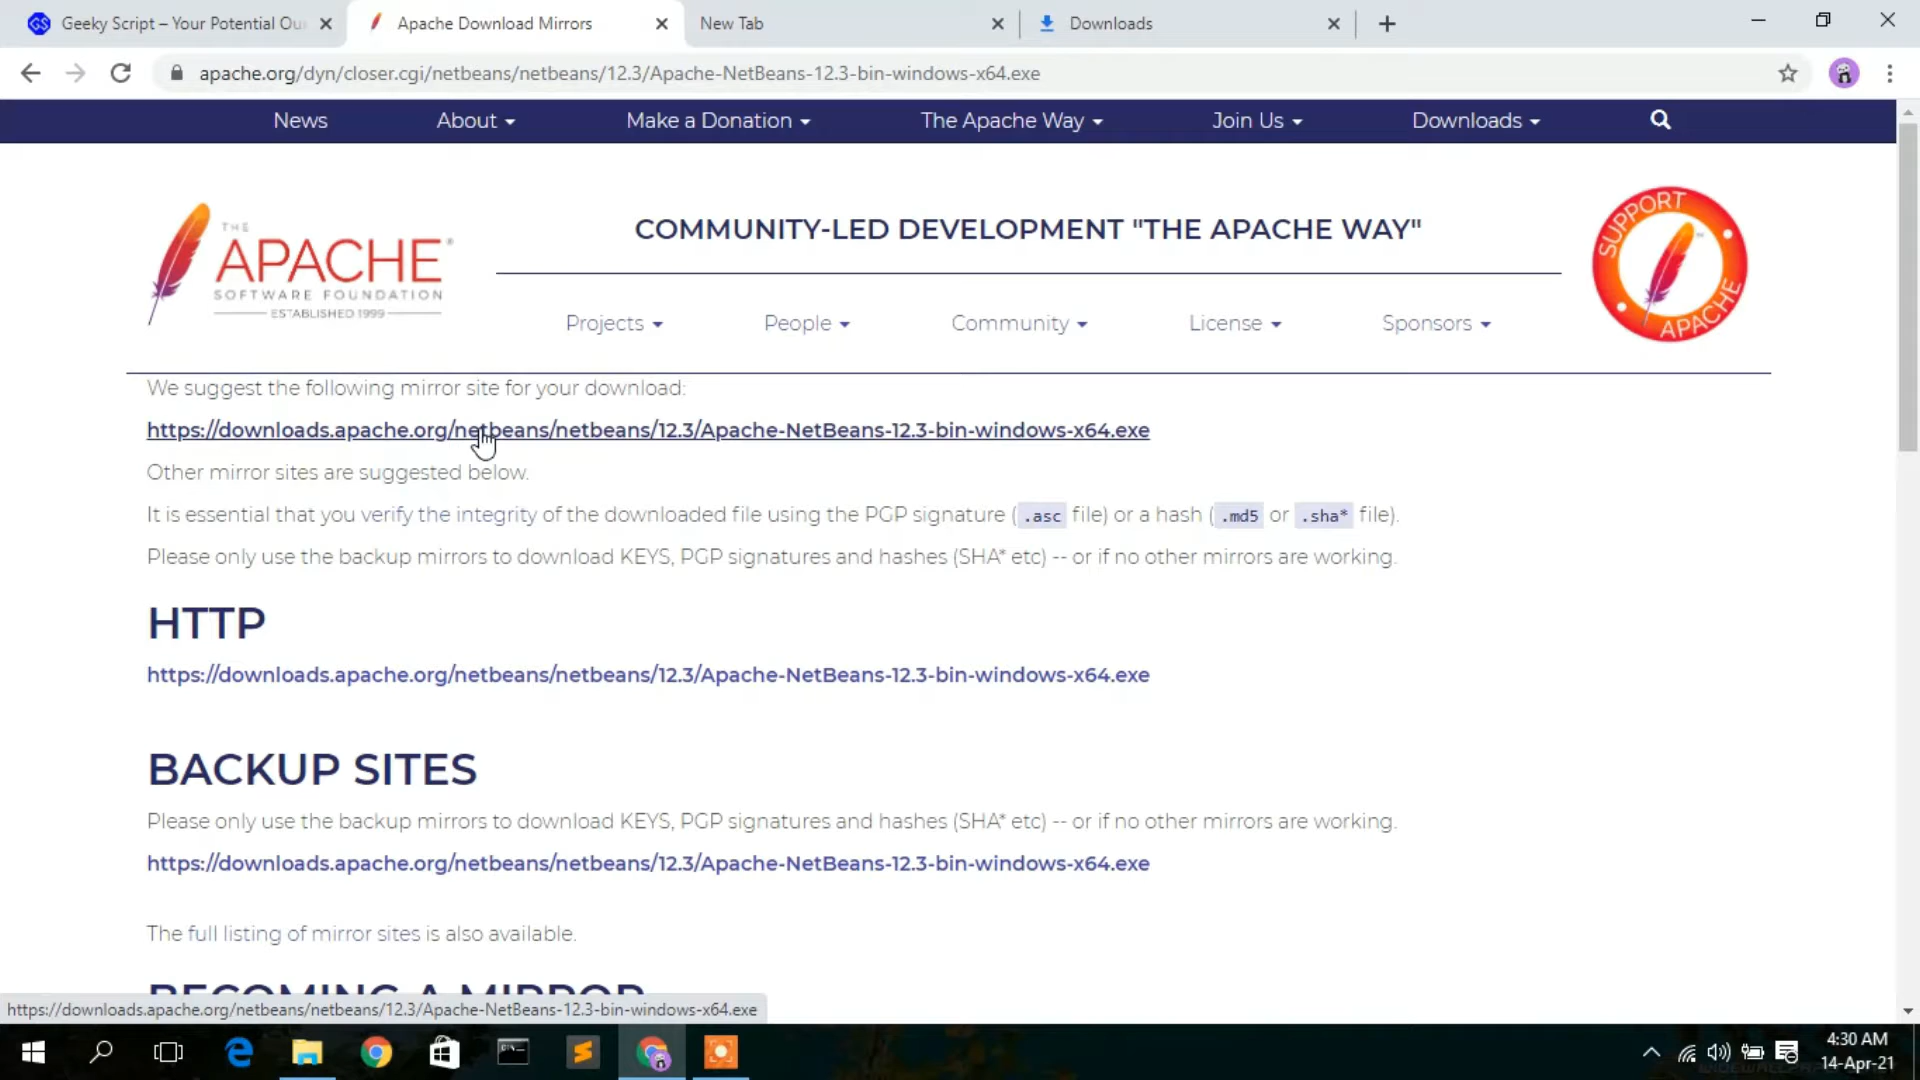 Geeky Script – Your Potential Ou
Apache Download Mirrors
New Tab
Downloads
apache.org/dyn/closer.cgi/netbeans/netbeans/12.3/Apache-NetBeans-12.3-bin-windows-x64.exe
News
About
Make a Donation
The Apache Way
Join Us
Downloads
THE
APACHE®
SOFTWARE FOUNDATION
ESTABLISHED 1999
COMMUNITY-LED DEVELOPMENT "THE APACHE WAY"
SUPPORT
APACHE
Projects
People
Community
License
Sponsors
We suggest the following mirror site for your download:
https://downloads.apache.org/netbeans/netbeans/12.3/Apache-NetBeans-12.3-bin-windows-x64.exe
Other mirror sites are suggested below.
It is essential that you verify the integrity of the downloaded file using the PGP signature ( .asc file) or a hash ( .md5 or .sha* file).
Please only use the backup mirrors to download KEYS, PGP signatures and hashes (SHA* etc) -- or if no other mirrors are working.
HTTP
https://downloads.apache.org/netbeans/netbeans/12.3/Apache-NetBeans-12.3-bin-windows-x64.exe
BACKUP SITES
Please only use the backup mirrors to download KEYS, PGP signatures and hashes (SHA* etc) -- or if no other mirrors are working.
https://downloads.apache.org/netbeans/netbeans/12.3/Apache-NetBeans-12.3-bin-windows-x64.exe
The full listing of mirror sites is also available.
BECOMING A MIRROR
https://downloads.apache.org/netbeans/netbeans/12.3/Apache-NetBeans-12.3-bin-windows-x64.exe
4:30 AM
14-Apr-21